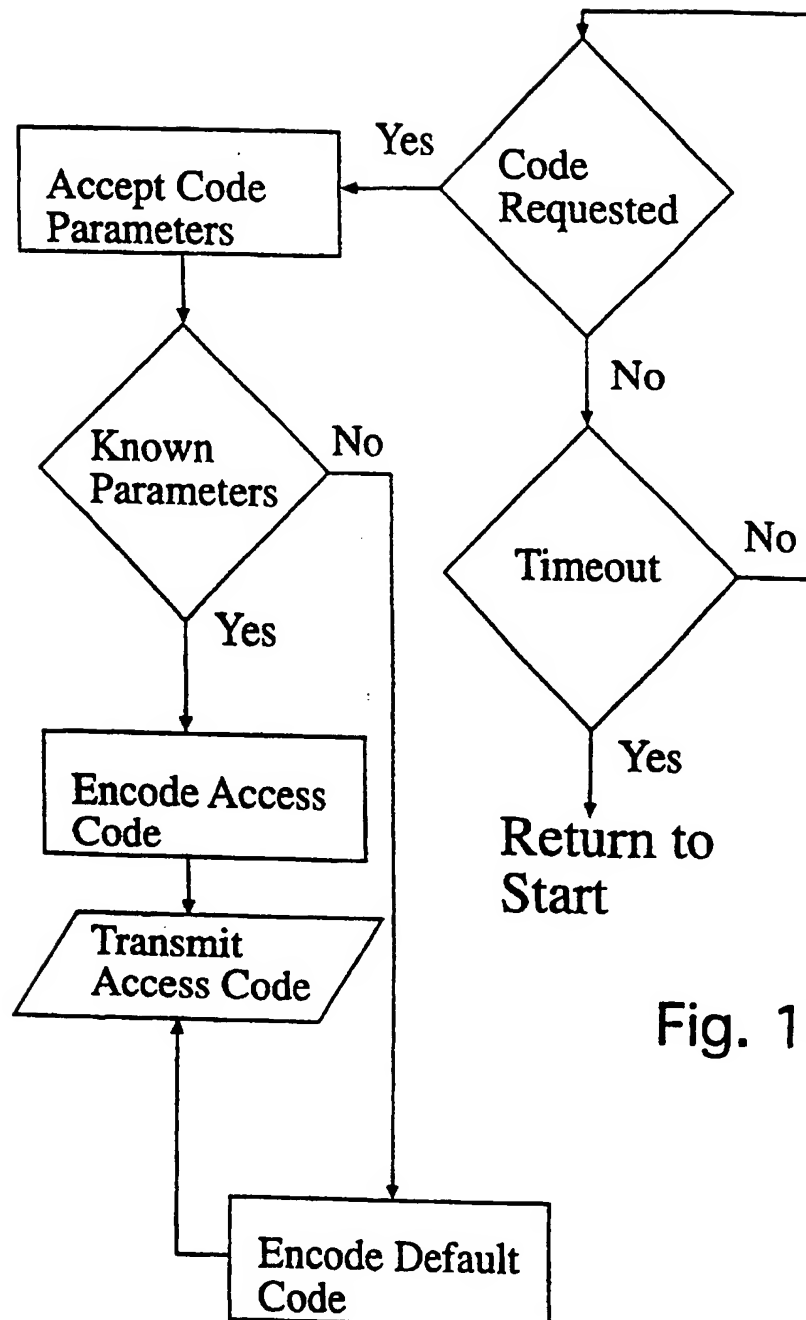 Code
Requested
Yes
Accept Code
Parameters
No
Known
Parameters
No
Timeout
No
Yes
Yes
Encode Access
Code
Return to
Start
Transmit
Access Code
Fig. 1
Encode Default
Code